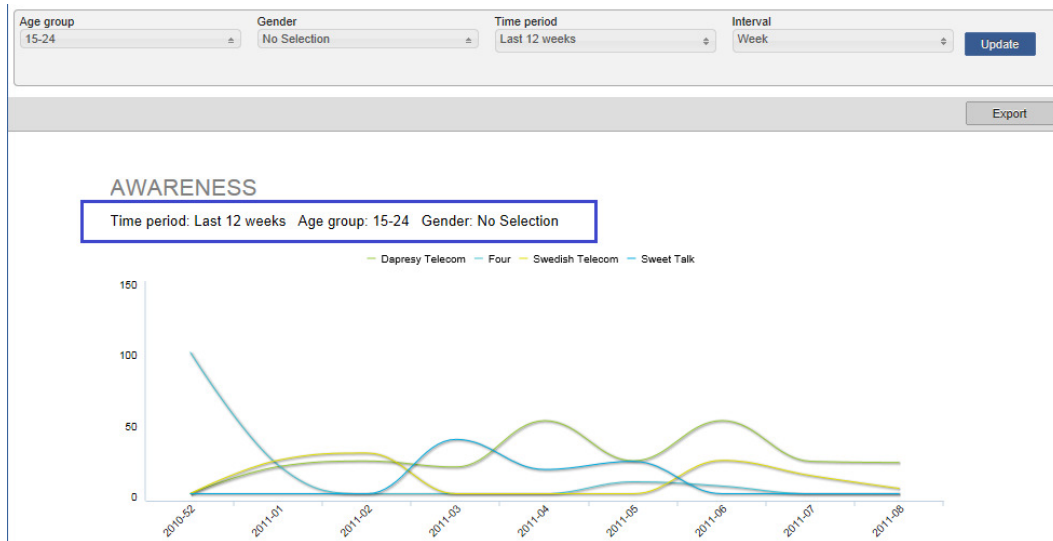 Age group Gender Time period Interval
15-24 No Selection Last 12 weeks Week Update
Export
AWARENESS
Time period: Last 12 weeks Age group: 15-24 Gender: No Selection
Dapresy Telecom Four Swedish Telecom Sweet Talk
150
100
50
0
2010-52 2011-01 2011-02 2011-03 2011-04 2011-05 2011-06 2011-07 2011-08